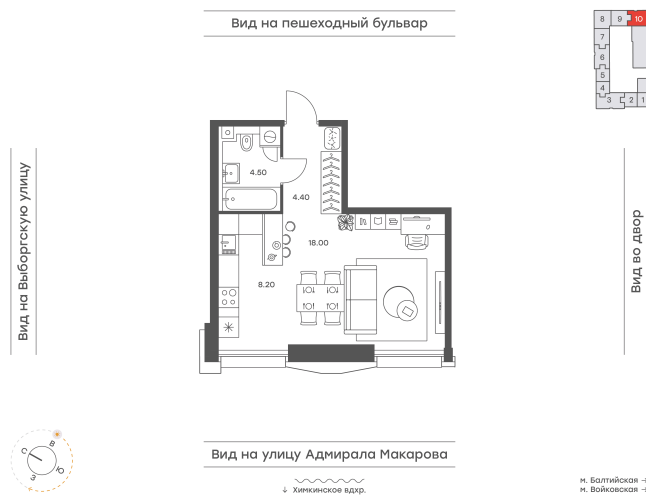 Вид на пешеходный бульвар
8 9 10
7
6
5
4
3 2 1
Вид на Выборгскую улицу
Вид во двор
4.50
4.40
18.00
8.20
С В
З Ю
Вид на улицу Адмирала Макарова
↓ Химкинское вдхр.
м. Балтийская
м. Войковская